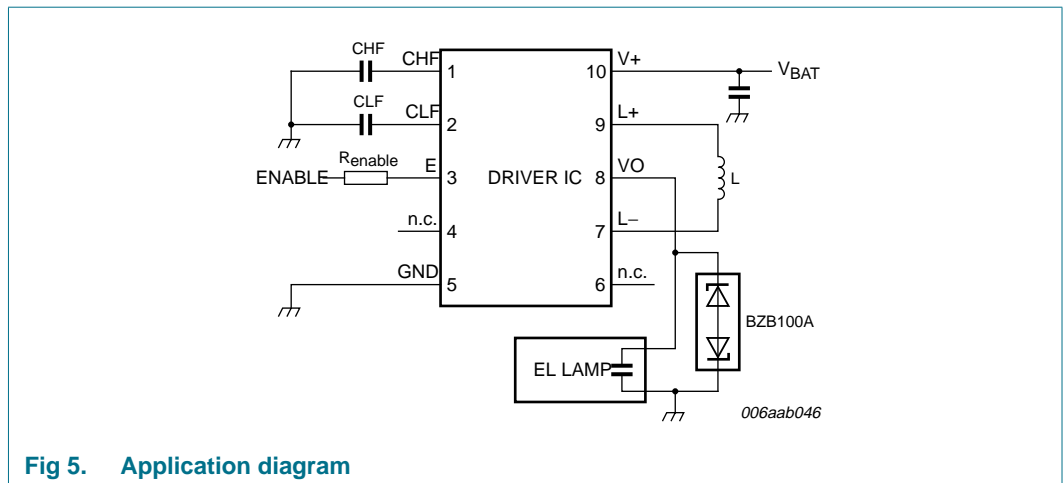 CHF
CHF
1
CLF
CLF
2
Renable
ENABLE
E
3
n.c.
4
GND
5
DRIVER IC
V+
10
VBAT
L+
9
VO
8
L
L−
7
n.c.
6
BZB100A
EL LAMP
006aab046
Fig 5. Application diagram